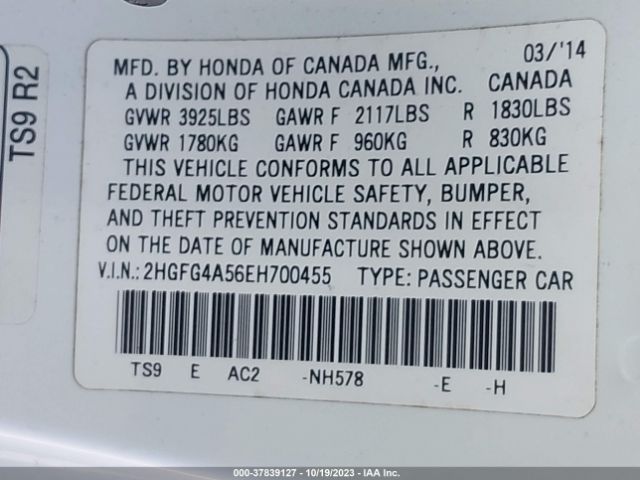 TS9 R2
MFD. BY HONDA OF CANADA MFG., 03/'14
A DIVISION OF HONDA CANADA INC. CANADA
GVWR 3925LBS GAWR F 2117LBS R 1830LBS
GVWR 1780KG GAWR F 960KG R 830KG
THIS VEHICLE CONFORMS TO ALL APPLICABLE
FEDERAL MOTOR VEHICLE SAFETY, BUMPER,
AND THEFT PREVENTION STANDARDS IN EFFECT
ON THE DATE OF MANUFACTURE SHOWN ABOVE.
V.I.N.: 2HGFG4A56EH700455 TYPE: PASSENGER CAR
TS9 E AC2 -NH578 -E -H
000-37839127 - 10/19/2023 - IAA Inc.